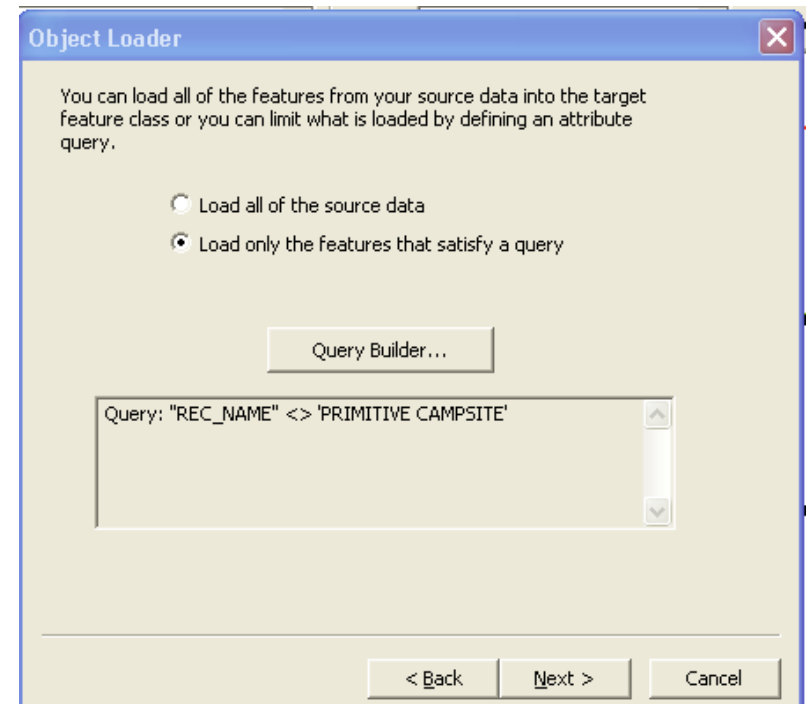 Object Loader
You can load all of the features from your source data into the target
feature class or you can limit what is loaded by defining an attribute
query.
Load all of the source data
Load only the features that satisfy a query
Query Builder...
Query: "REC_NAME" <> 'PRIMITIVE CAMPSITE'
< Back Next > Cancel